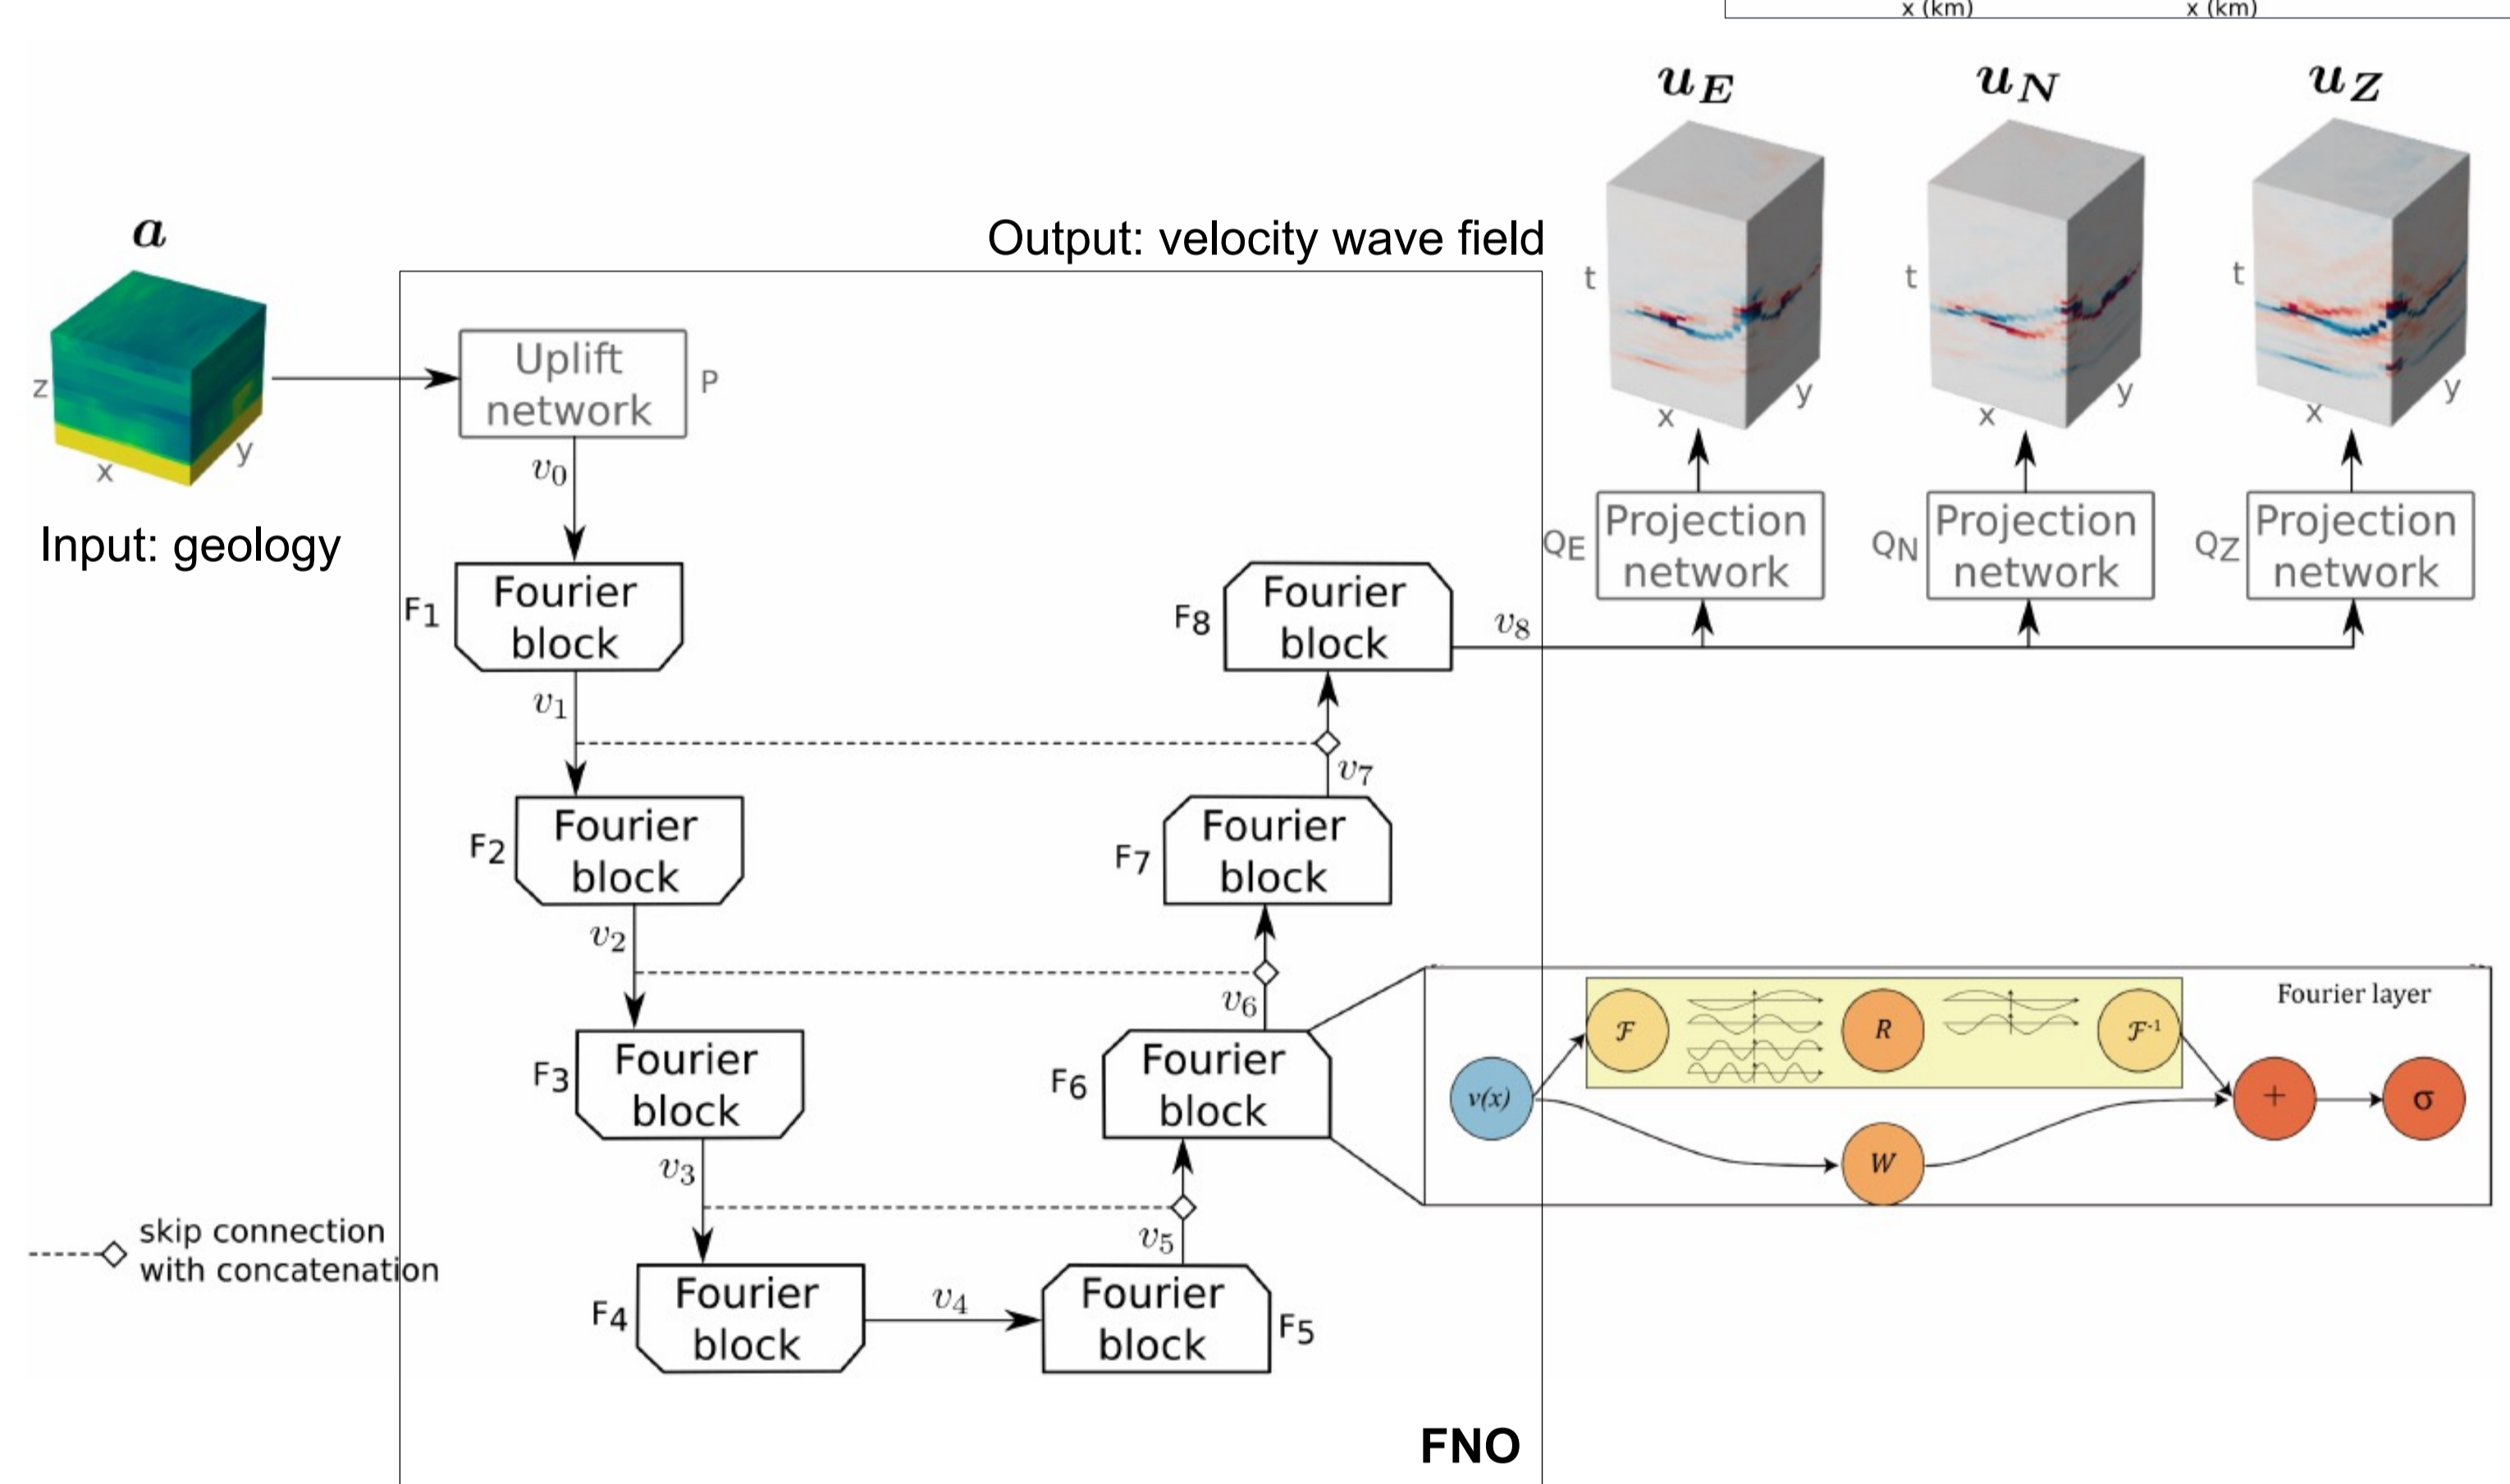 x (km)
x (km)
u_E
u_N
u_Z
a
Output: velocity wave field
t
t
t
z
x
y
x
y
x
y
x
y
Input: geology
Uplift
network
P
v_0
Projection
network
Q_E
Projection
network
Q_N
Projection
network
Q_Z
F_1
Fourier
block
F_8
Fourier
block
v_8
v_1
v_7
F_2
Fourier
block
F_7
Fourier
block
v_2
v_6
F_3
Fourier
block
F_6
Fourier
block
Fourier layer
v(x)
ℱ
R
ℱ⁻¹
W
+
σ
v_3
v_5
skip connection
with concatenation
F_4
Fourier
block
v_4
Fourier
block
F_5
FNO